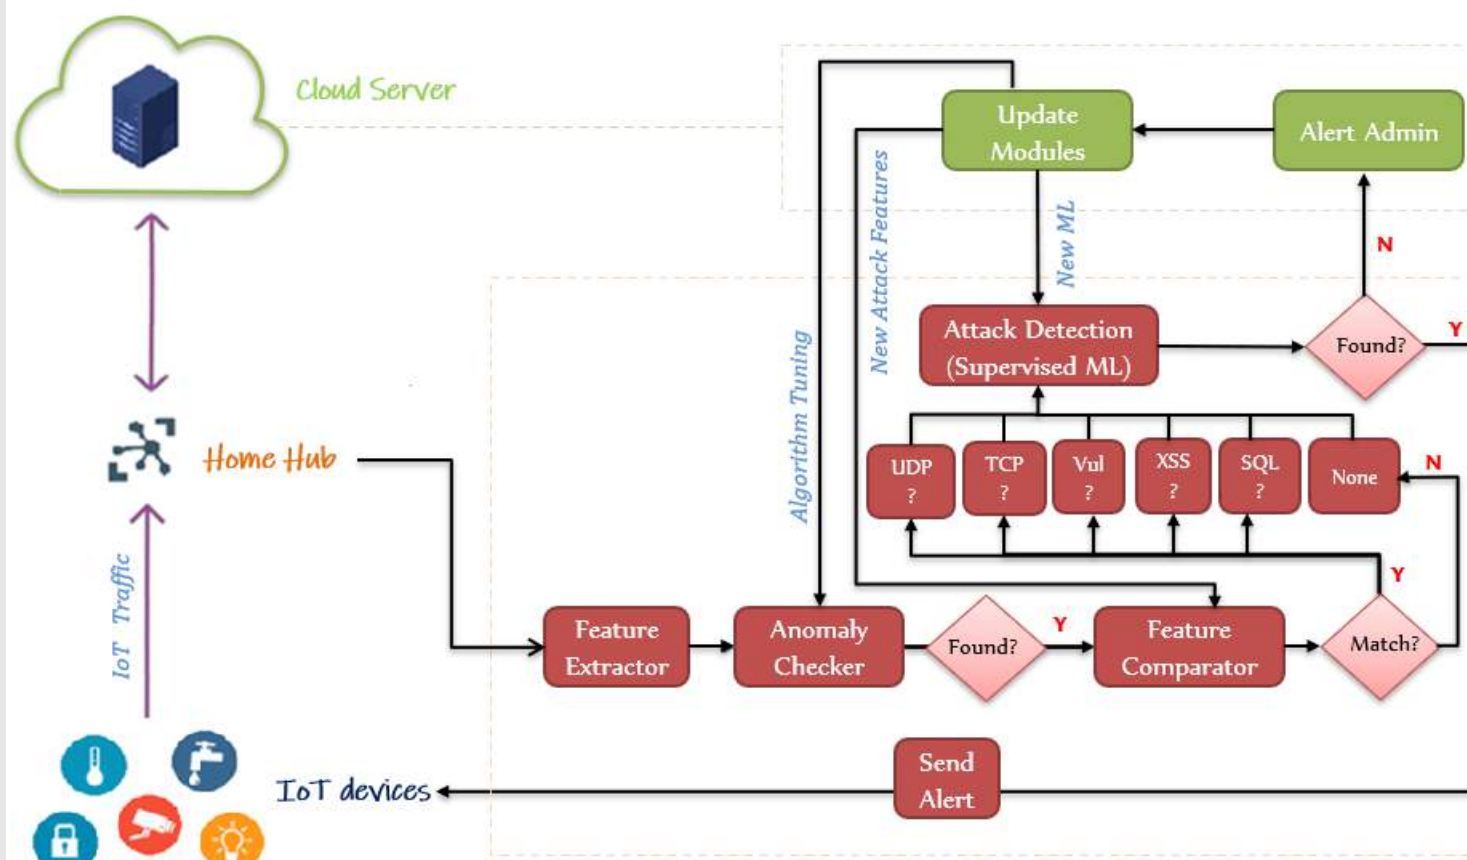 Cloud Server
Update
Modules
Alert Admin
New Attack Features
New ML
N
Algorithm Tuning
Attack Detection
(Supervised ML)
Found?
Y
Home Hub
UDP
?
TCP
?
Vul
?
XSS
?
SQL
?
None
N
IoT Traffic
Y
Feature
Extractor
Anomaly
Checker
Found?
Y
Feature
Comparator
Match?
IoT devices
Send
Alert